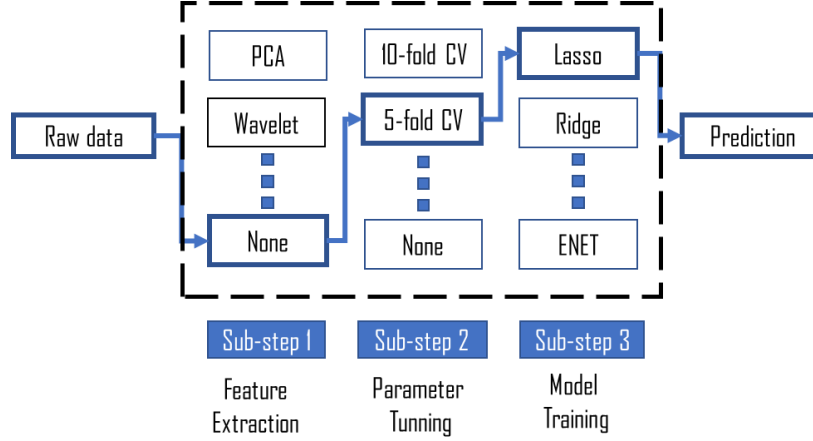 PCA
10-fold CV
Lasso
Raw data
Wavelet
5-fold CV
Ridge
Prediction
None
None
ENET
Sub-step 1
Sub-step 2
Sub-step 3
Feature
Extraction
Parameter
Tunning
Model
Training